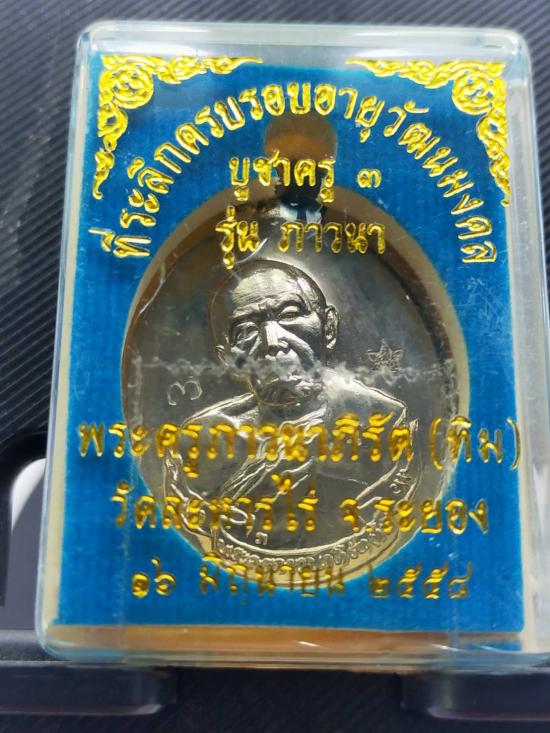 ที่ระลึกครบรอบอายุวัฒนมงคล
บูชาครู ๓
รุ่น ภาวนา
๓
พระครูภาวนาภิรัต (ทิม)
วัดละหารไร่ จ.ระยอง
๑๖ มิถุนายน ๒๕๕๘